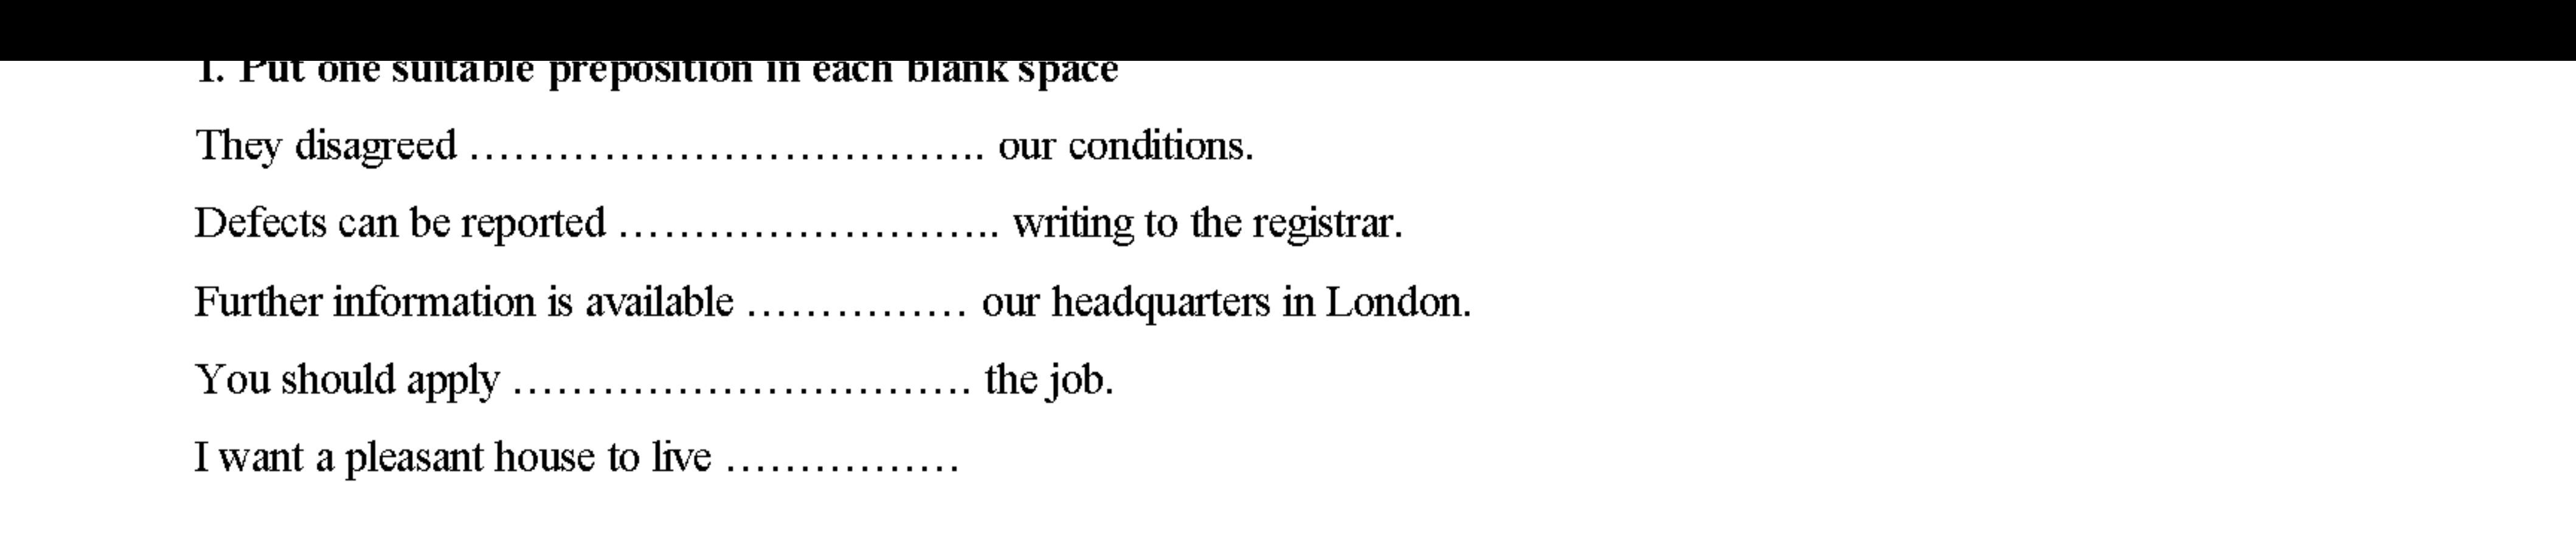 1. Put one suitable preposition in each blank space
They disagreed ……………………………….. our conditions.
Defects can be reported …………………….. writing to the registrar.
Further information is available …………… our headquarters in London.
You should apply …………………………. the job.
I want a pleasant house to live …………….